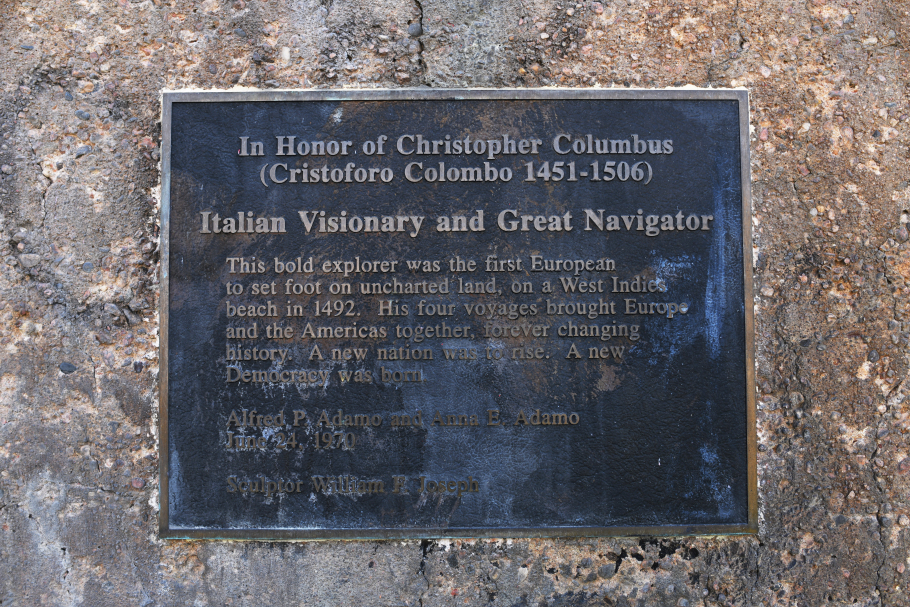 In Honor of Christopher Columbus
(Cristoforo Colombo 1451-1506)
Italian Visionary and Great Navigator
This bold explorer was the first European
to set foot on uncharted land, on a West Indies
beach in 1492. His four voyages brought Europe
and the Americas together, forever changing
history. A new nation was to rise. A new
Democracy was born.
Alfred P. Adamo and Anna E. Adamo
June 24, 1970
Sculptor William F. Joseph